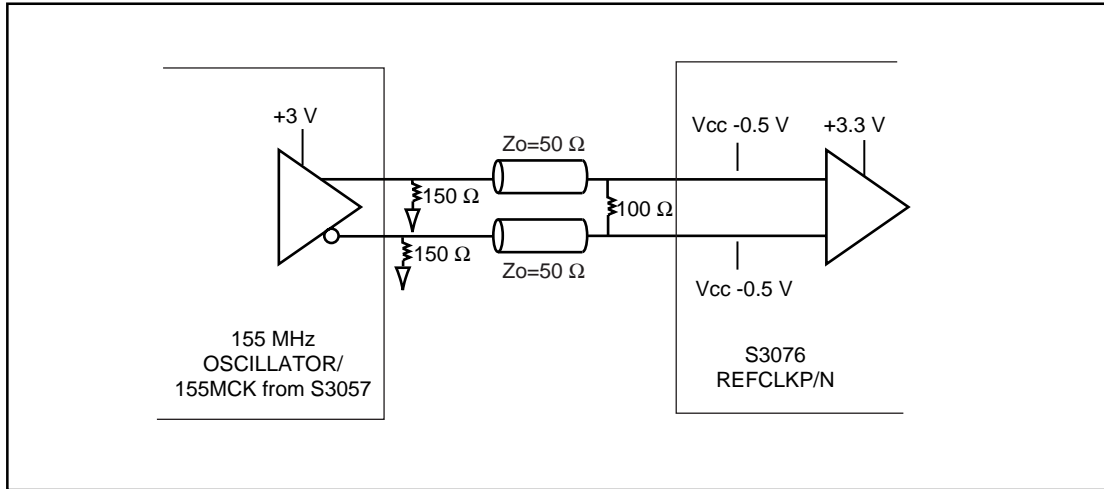 +3 V
Zo=50 Ω
Vcc -0.5 V
+3.3 V
150 Ω
100 Ω
150 Ω
Zo=50 Ω
Vcc -0.5 V
155 MHz
OSCILLATOR/
155MCK from S3057
S3076
REFCLKP/N